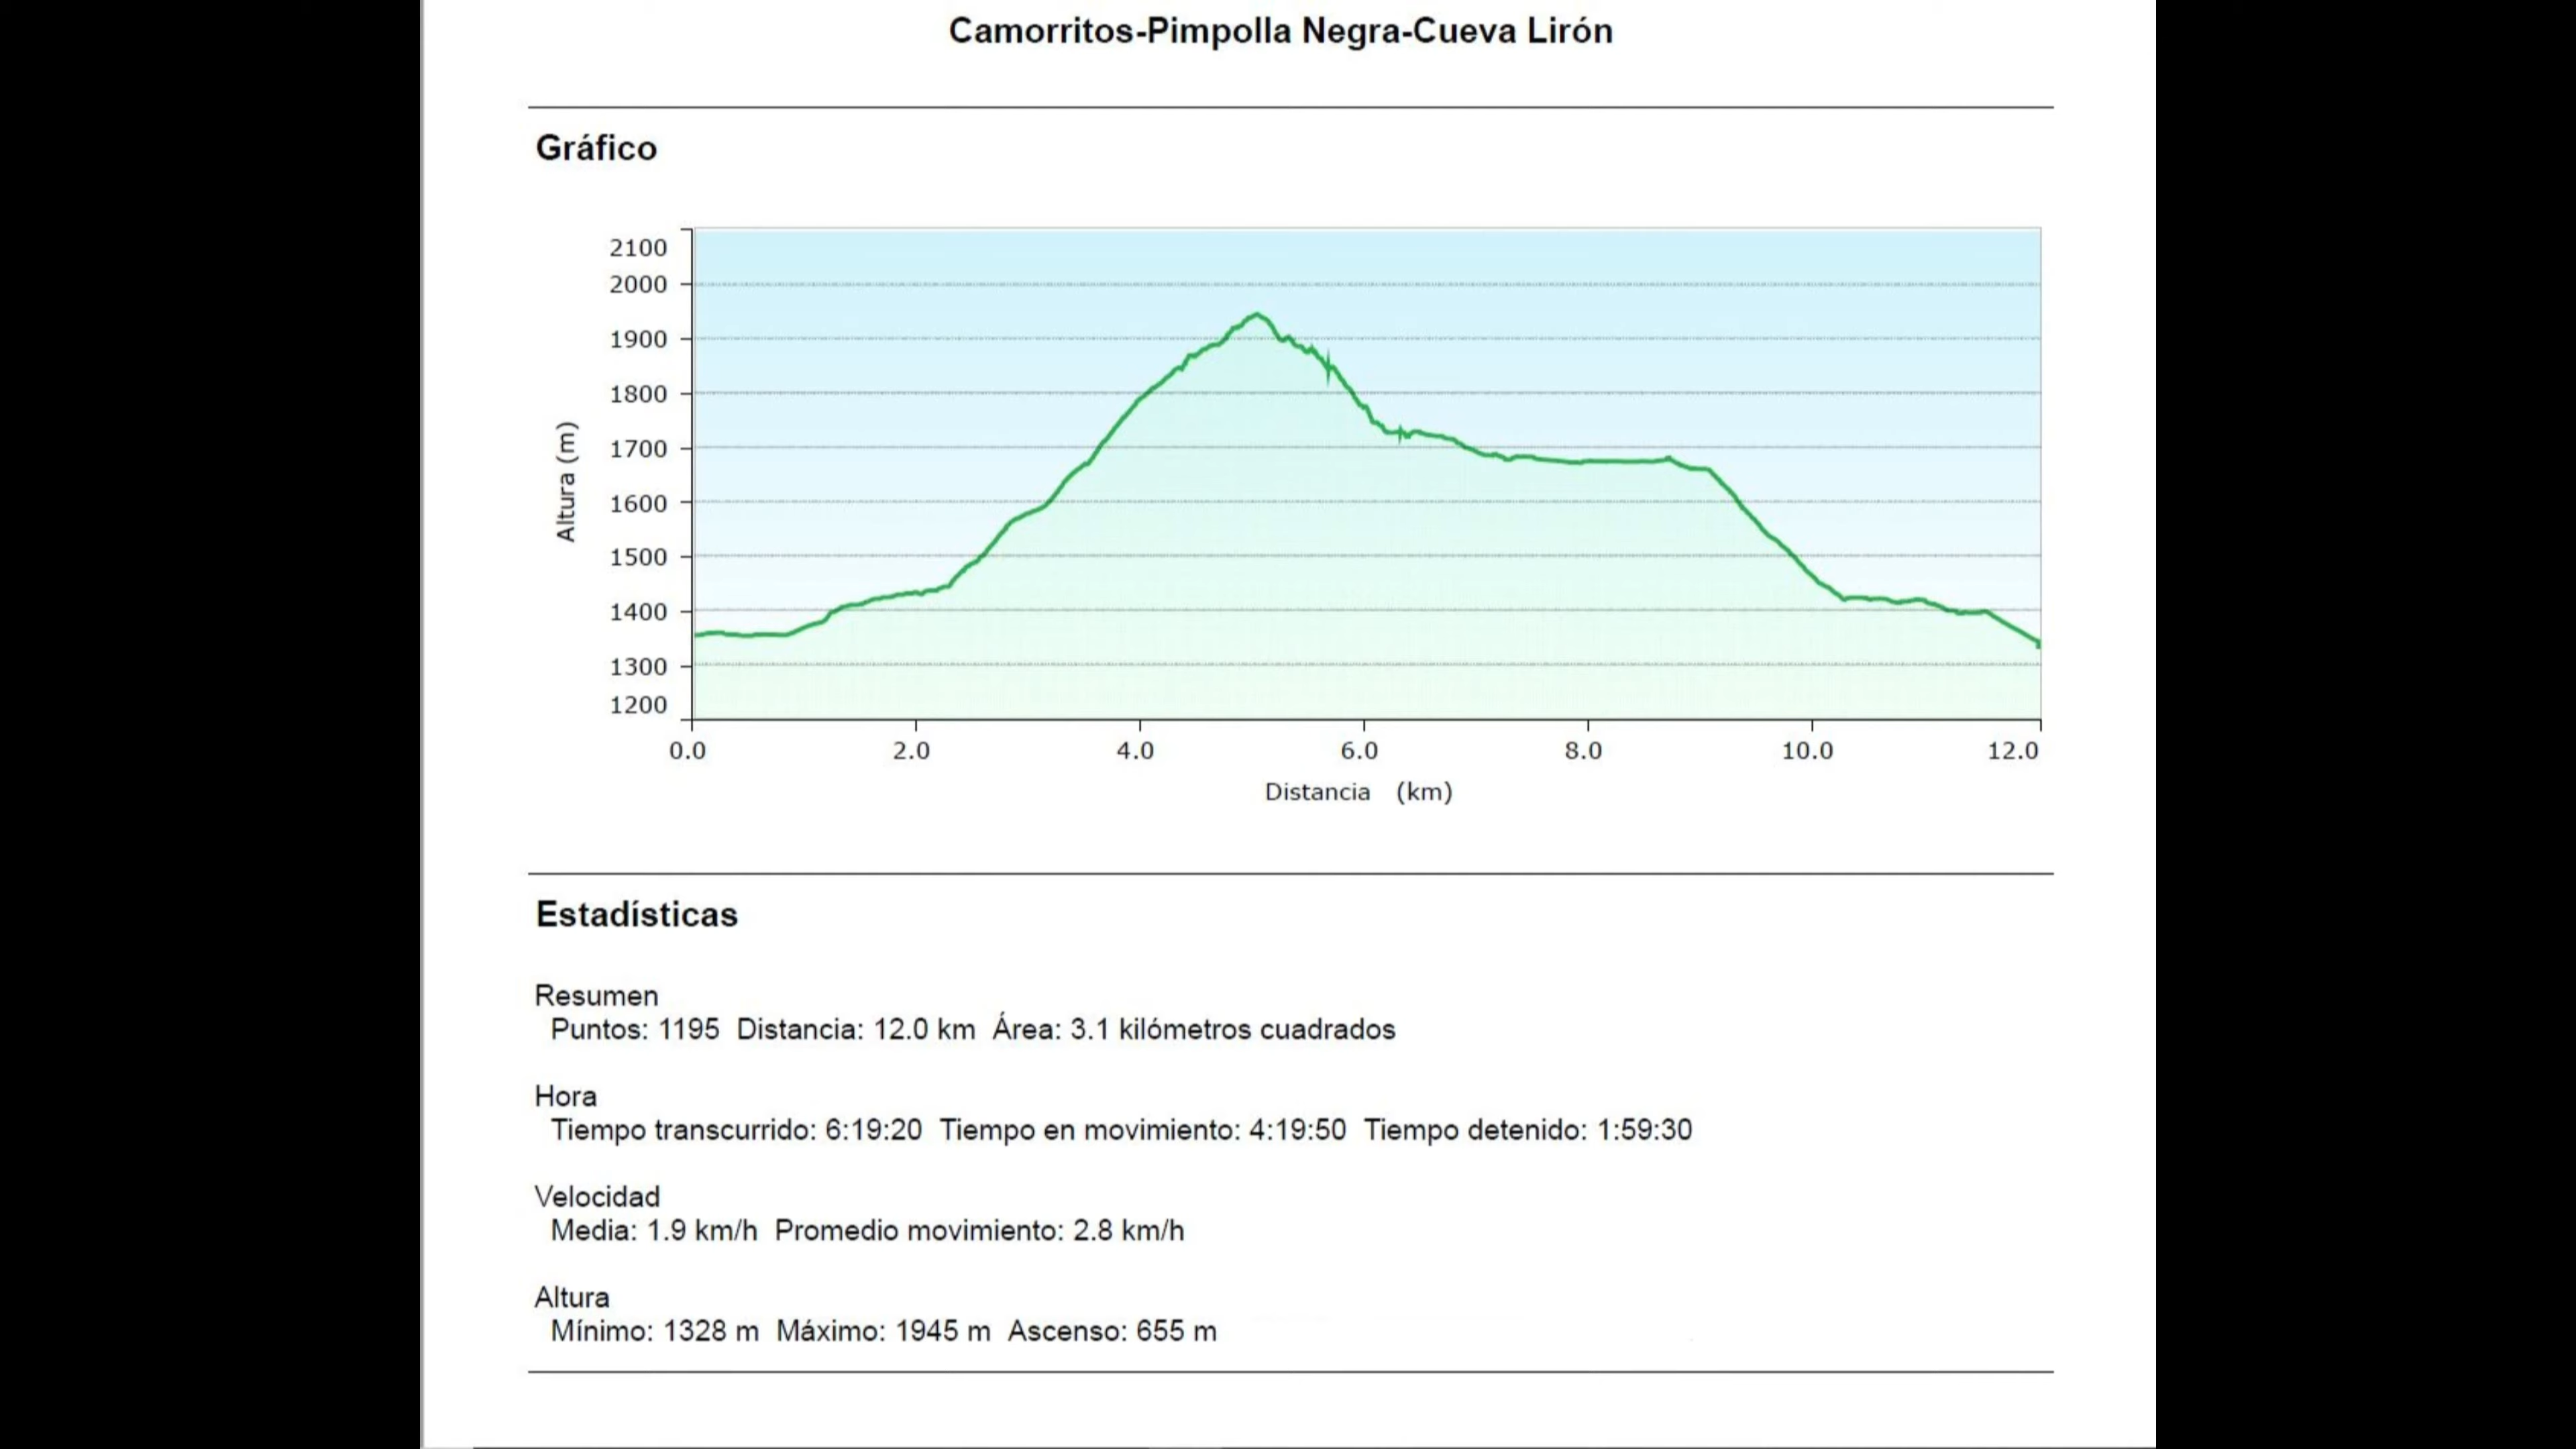 Camorritos-Pimpolla Negra-Cueva Lirón
Gráfico
2100
2000
1900
1800
1700
1600
1500
1400
1300
1200
Altura (m)
0.0 2.0 4.0 6.0 8.0 10.0 12.0
Distancia (km)
Estadísticas
Resumen
Puntos: 1195 Distancia: 12.0 km Área: 3.1 kilómetros cuadrados
Hora
Tiempo transcurrido: 6:19:20 Tiempo en movimiento: 4:19:50 Tiempo detenido: 1:59:30
Velocidad
Media: 1.9 km/h Promedio movimiento: 2.8 km/h
Altura
Mínimo: 1328 m Máximo: 1945 m Ascenso: 655 m